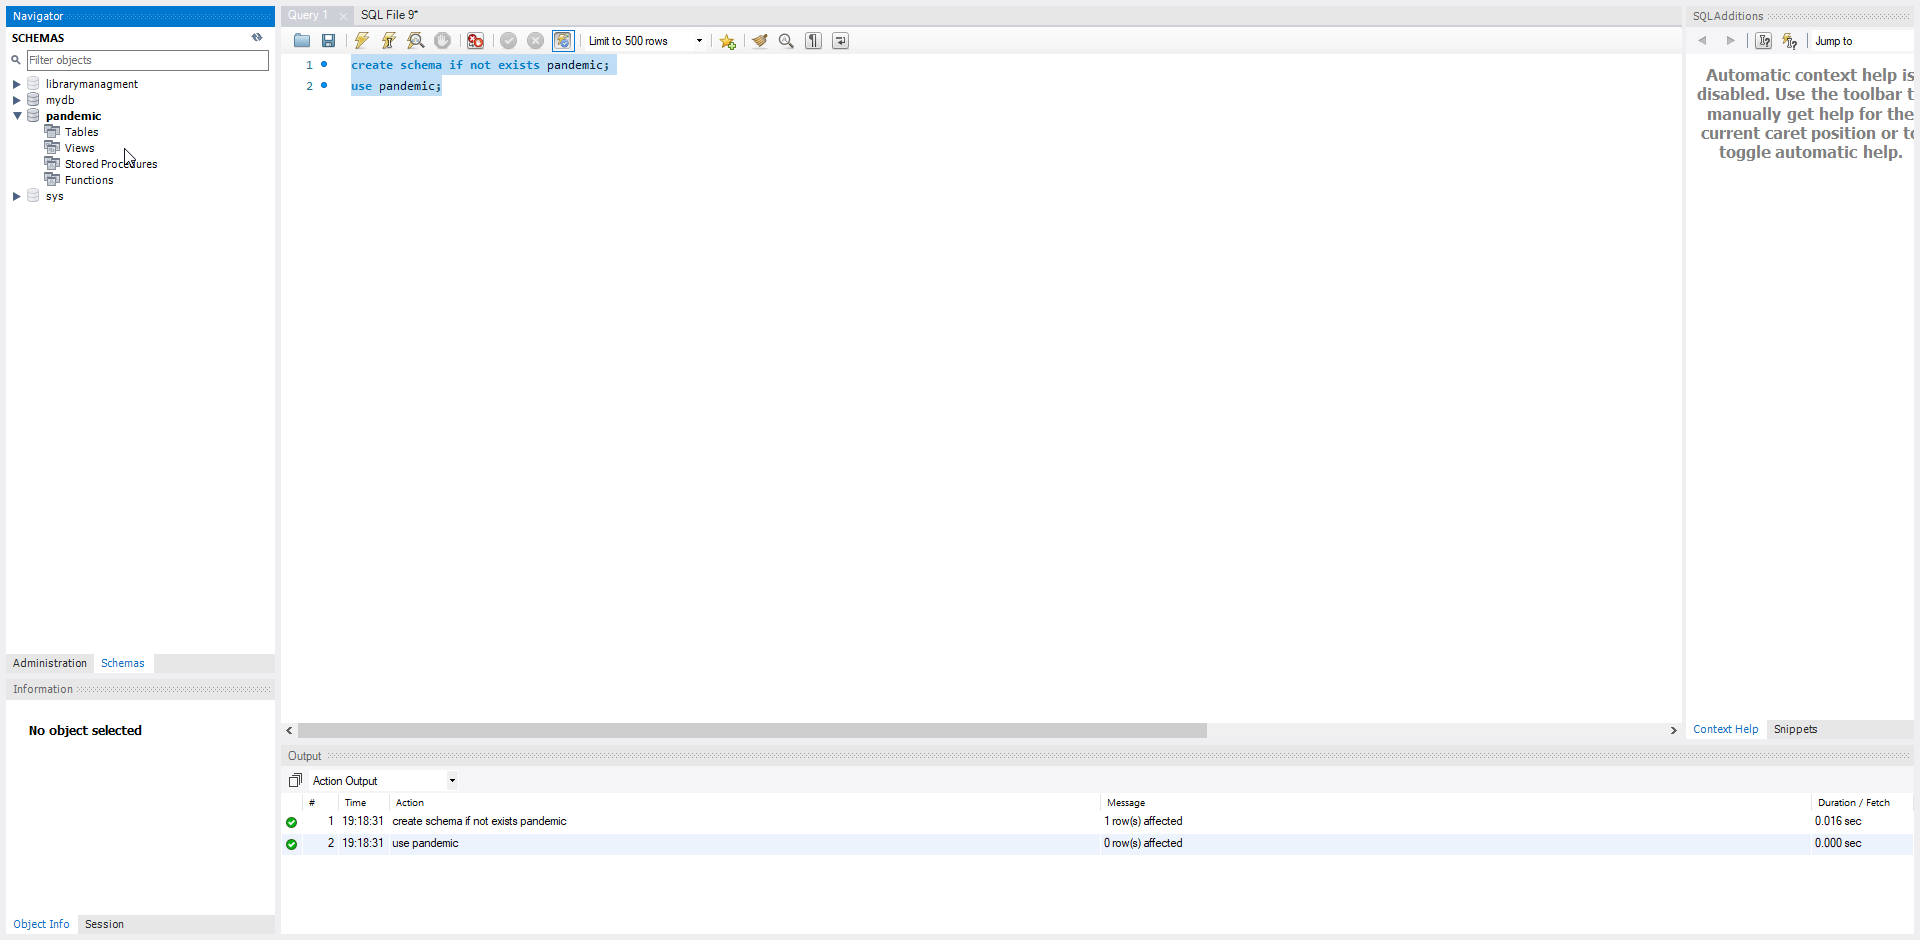 Navigator
SCHEMAS
Filter objects
librarymanagment
mydb
pandemic
Tables
Views
Stored Procedures
Functions
sys
Administration Schemas
Information
No object selected
Object Info Session
Query 1 SQL File 9*
Limit to 500 rows
1 create schema if not exists pandemic;
2 use pandemic;
Output
Action Output
# Time Action Message Duration / Fetch
1 19:18:31 create schema if not exists pandemic 1 row(s) affected 0.016 sec
2 19:18:31 use pandemic 0 row(s) affected 0.000 sec
SQLAdditions
Jump to
Automatic context help is
disabled. Use the toolbar t
manually get help for the
current caret position or to
toggle automatic help.
Context Help Snippets